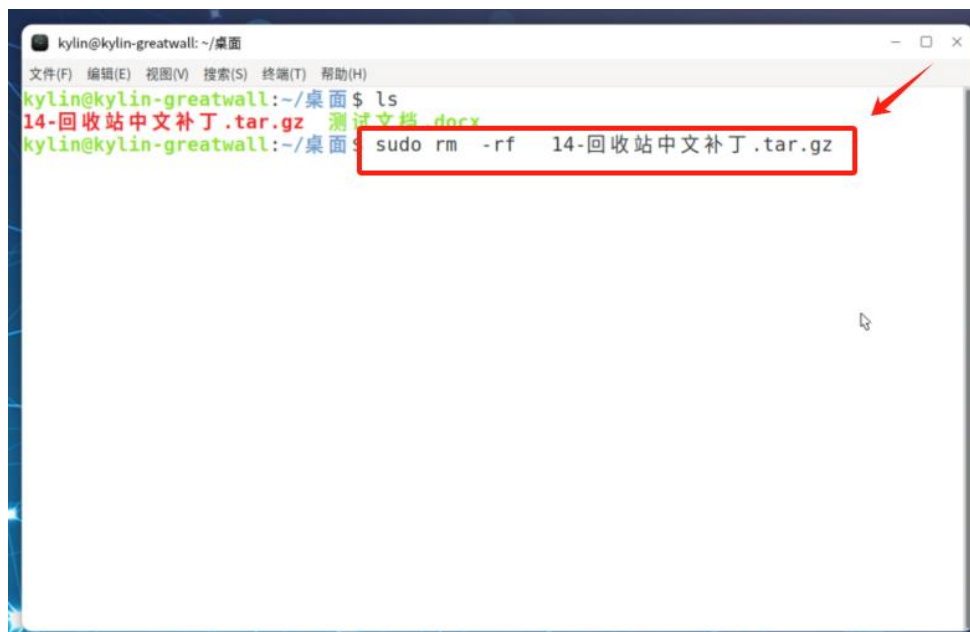 kylin@kylin-greatwall: ~/桌面
文件(F) 编辑(E) 视图(V) 搜索(S) 终端(T) 帮助(H)
kylin@kylin-greatwall:~/桌面$ ls
14-回收站中文补丁.tar.gz 测试文档.docx
kylin@kylin-greatwall:~/桌面$ sudo rm -rf 14-回收站中文补丁.tar.gz